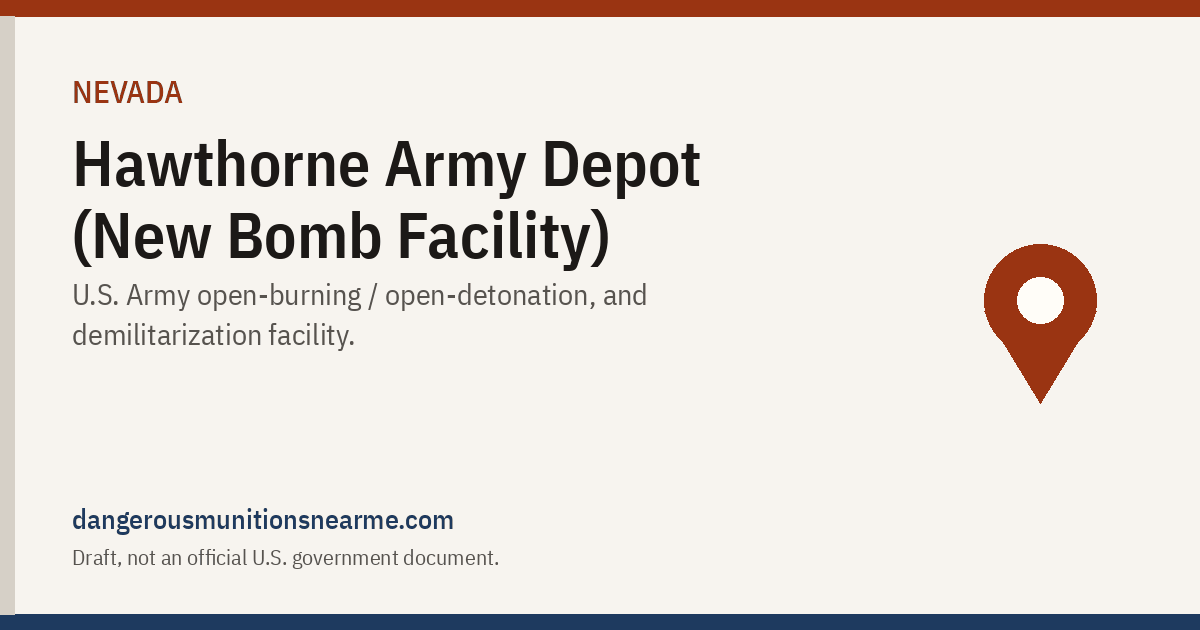 NEVADA
Hawthorne Army Depot
(New Bomb Facility)
U.S. Army open-burning / open-detonation, and
demilitarization facility.
dangerousmunitionsnearme.com
Draft, not an official U.S. government document.